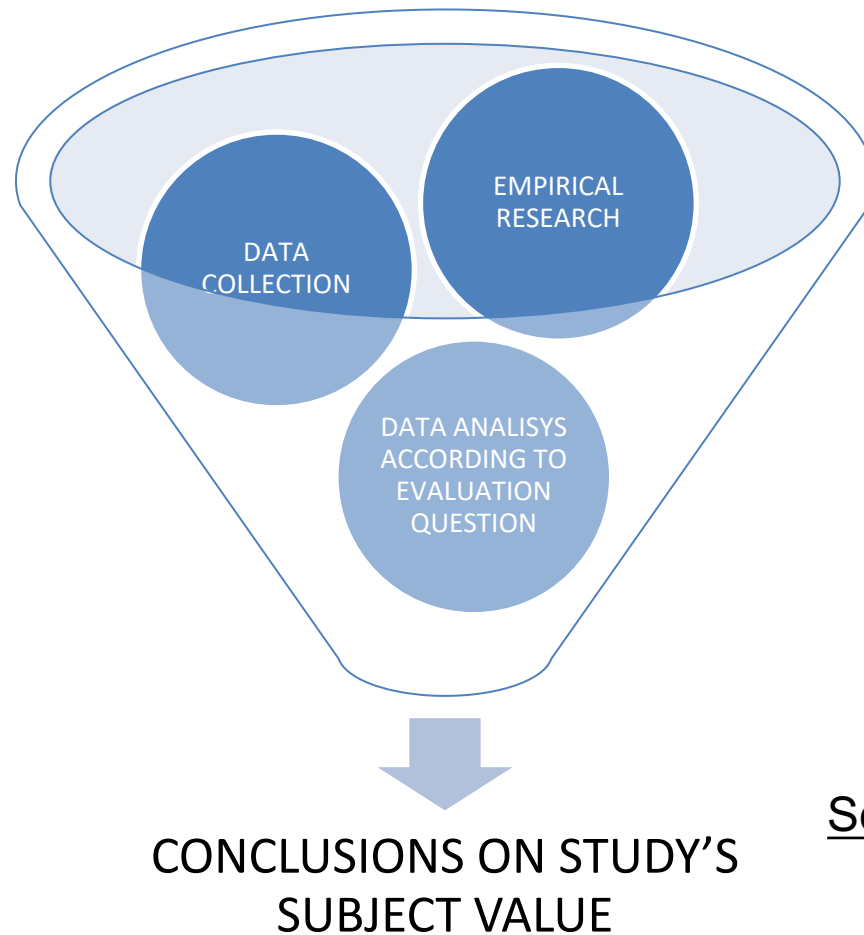 EMPIRICAL
RESEARCH
DATA
COLLECTION
DATA ANALISYS
ACCORDING TO
EVALUATION
QUESTION
CONCLUSIONS ON STUDY’S
SUBJECT VALUE